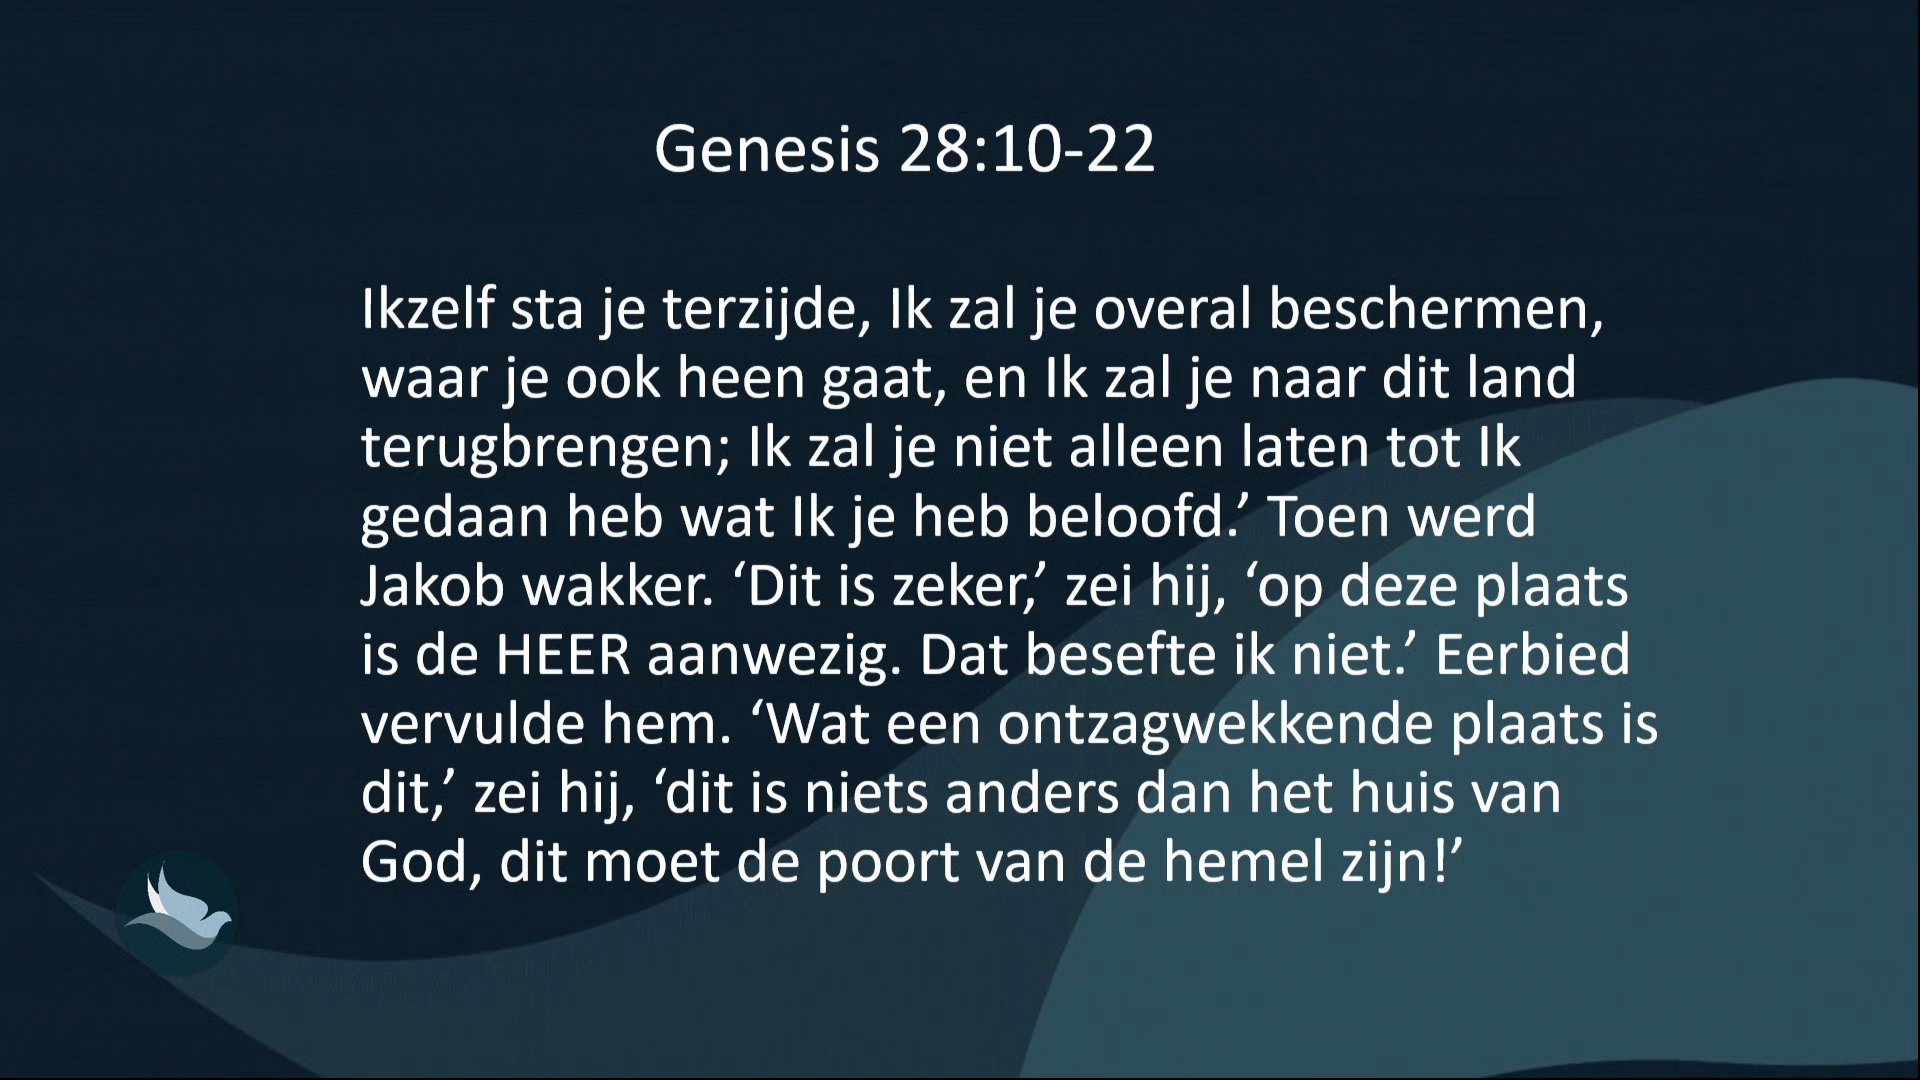 Genesis 28:10-22
Ikzelf sta je terzijde, Ik zal je overal beschermen,
waar je ook heen gaat, en Ik zal je naar dit land
terugbrengen; Ik zal je niet alleen laten tot Ik
gedaan heb wat Ik je heb beloofd.’ Toen werd
Jakob wakker. ‘Dit is zeker,’ zei hij, ‘op deze plaats
is de HEER aanwezig. Dat besefte ik niet.’ Eerbied
vervulde hem. ‘Wat een ontzagwekkende plaats is
dit,’ zei hij, ‘dit is niets anders dan het huis van
God, dit moet de poort van de hemel zijn!’